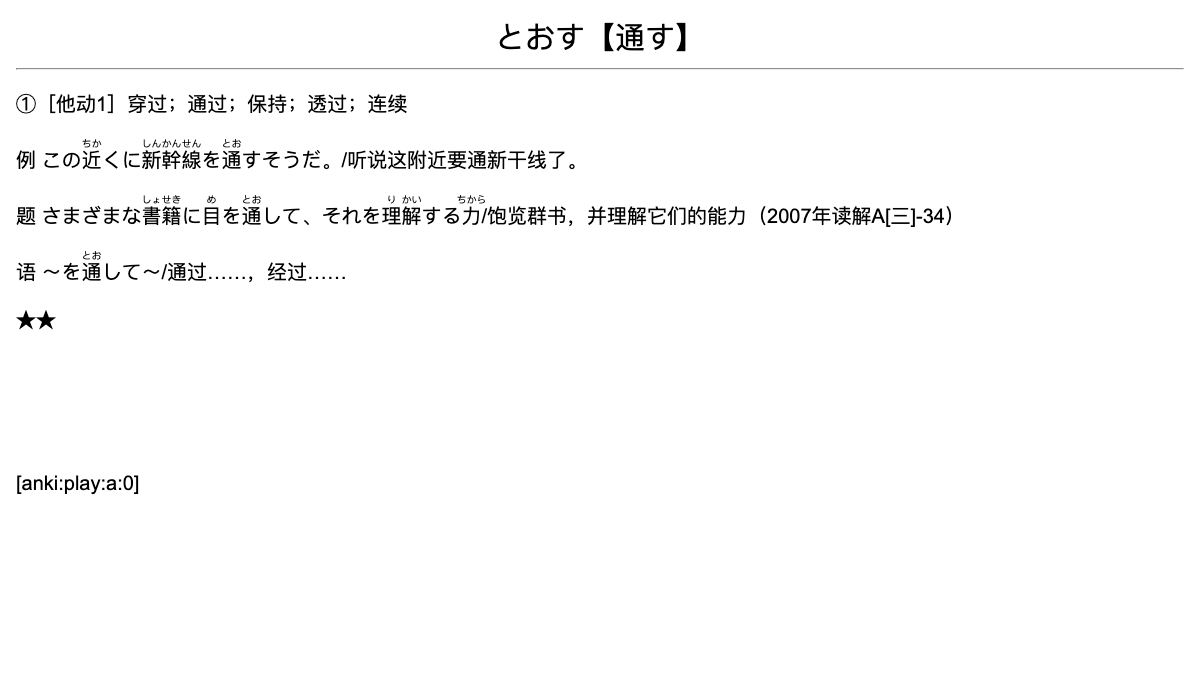 とおす【通す】
①［他动1］穿过；通过；保持；透过；连续
ちか しんかんせん とお
例 この近くに新幹線を通すそうだ。/听说这附近要通新干线了。
しょせき め とお り かい ちから
题 さまざまな書籍に目を通して、それを理解する力/饱览群书，并理解它们的能力（2007年读解A[三]-34）
とお
语 ～を通して～/通过……，经过……
★★
[anki:play:a:0]